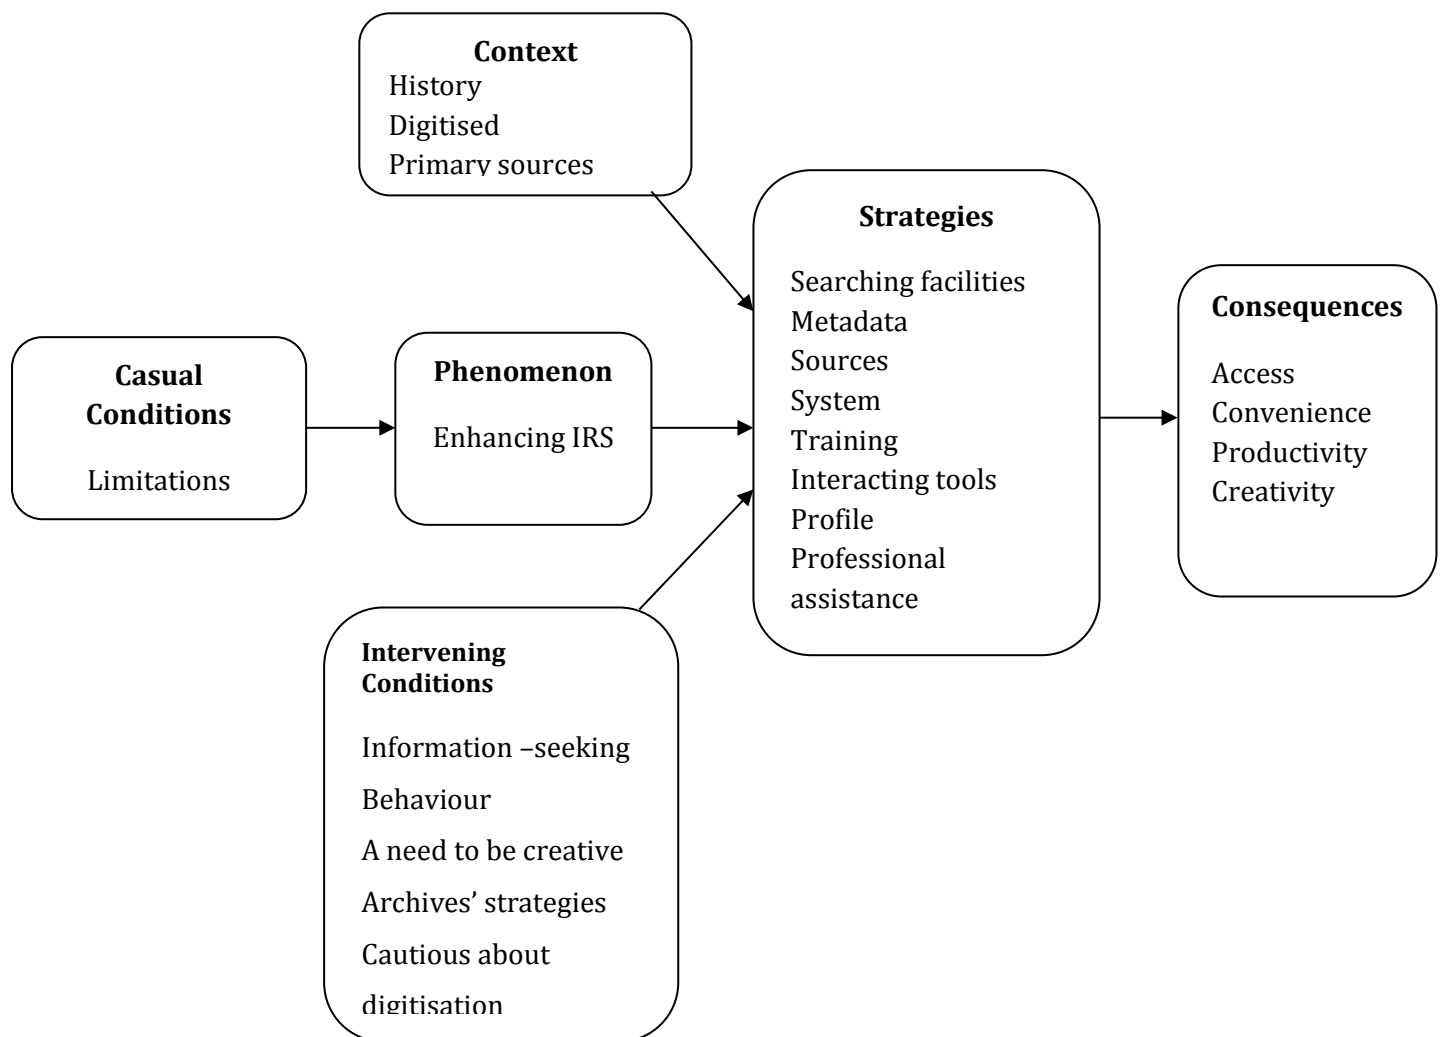 Context
History
Digitised
Primary sources
Strategies
Searching facilities
Metadata
Sources
System
Training
Interacting tools
Profile
Professional
assistance
Consequences
Access
Convenience
Productivity
Creativity
Casual
Conditions
Limitations
Phenomenon
Enhancing IRS
Intervening
Conditions
Information –seeking
Behaviour
A need to be creative
Archives’ strategies
Cautious about
digitisation